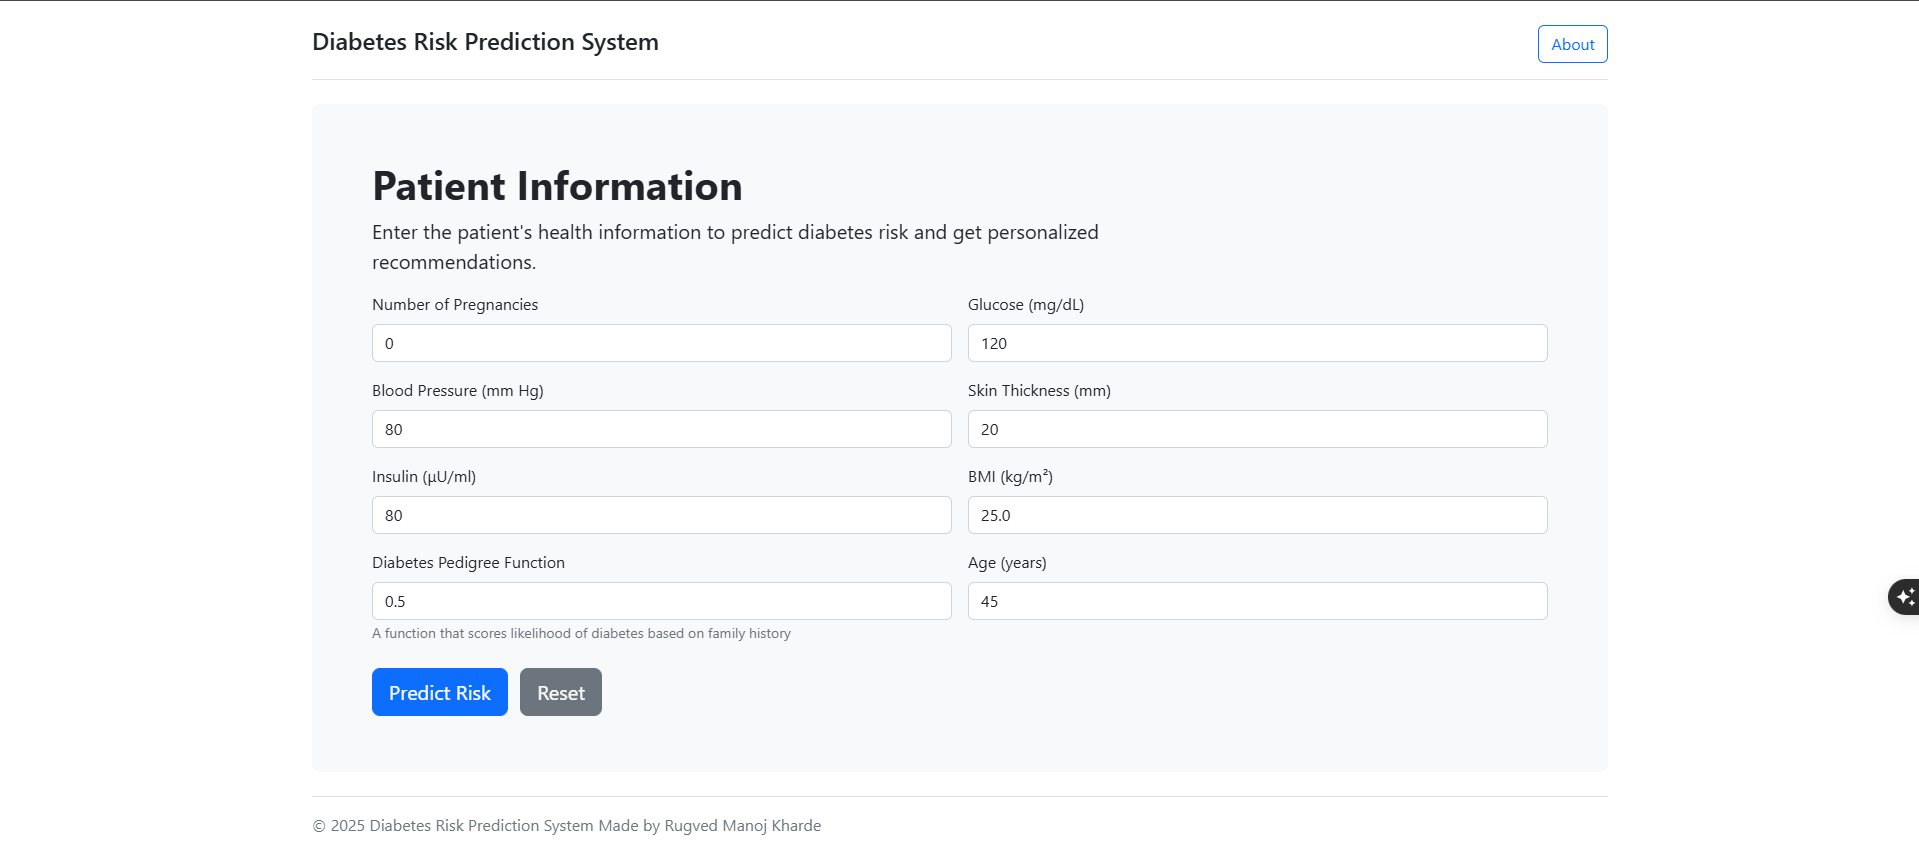 Diabetes Risk Prediction System
About
Patient Information
Enter the patient's health information to predict diabetes risk and get personalized
recommendations.
Number of Pregnancies
Glucose (mg/dL)
0
120
Blood Pressure (mm Hg)
Skin Thickness (mm)
80
20
Insulin (μU/ml)
BMI (kg/m²)
80
25.0
Diabetes Pedigree Function
Age (years)
0.5
45
A function that scores likelihood of diabetes based on family history
Predict Risk
Reset
© 2025 Diabetes Risk Prediction System Made by Rugved Manoj Kharde